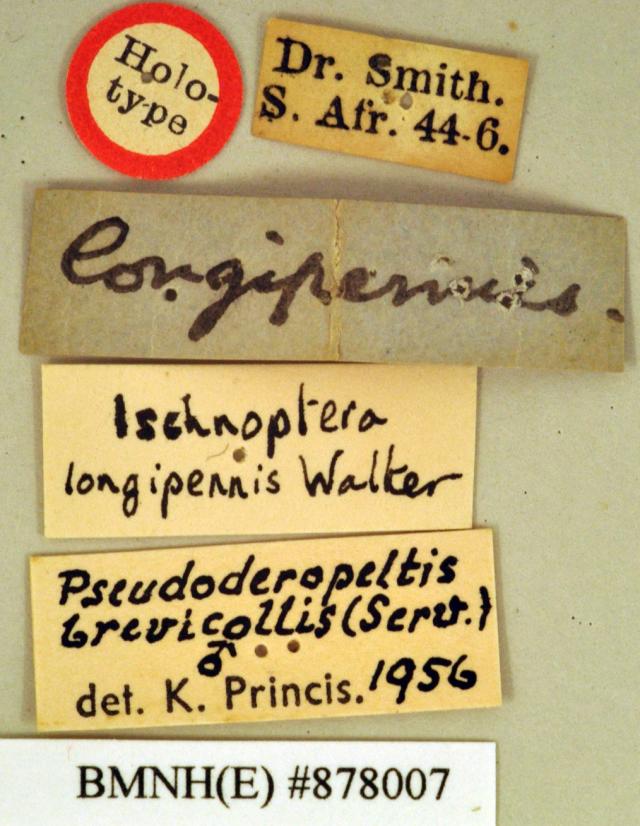 Holo-
type
Dr. Smith.
S. Afr. 44-6.
longipennis.
Ischnoptera
longipennis Walker
Pseudoderopeltis
brevicollis (Serv.)
♂
det. K. Princis. 1956
BMNH(E) #878007